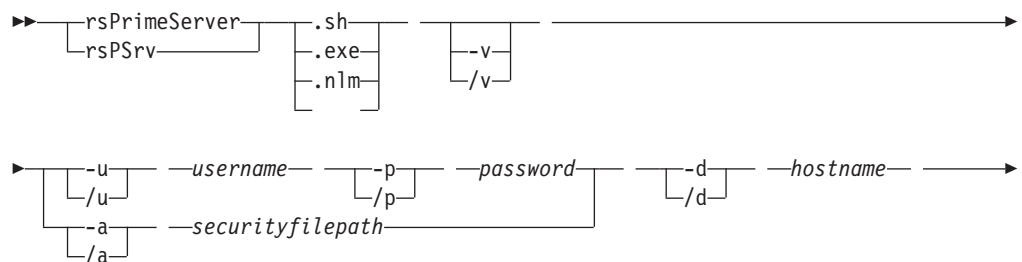 rsPrimeServer .sh
rsPSrv .exe -v
.nlm /v
-u username -p password -d hostname
/u /p /d
-a securityfilepath
/a